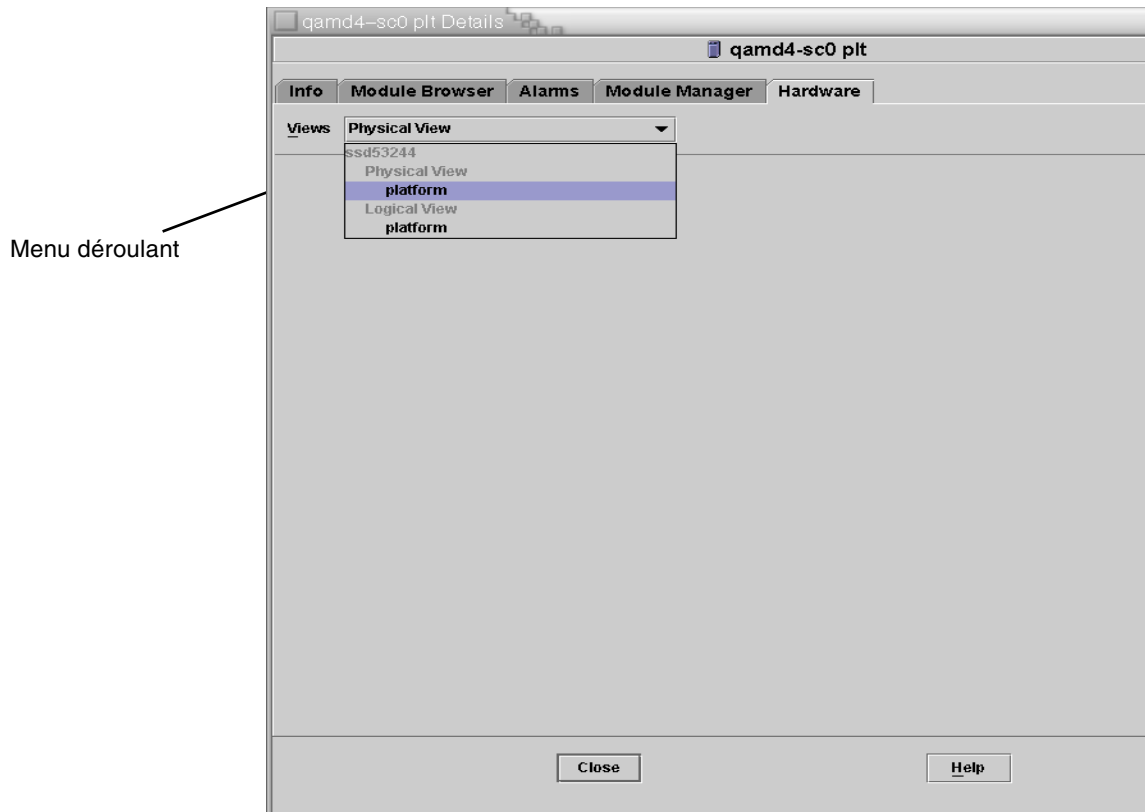 qamd4–sc0 plt Details
qamd4-sc0 plt
Info Module Browser Alarms Module Manager Hardware
Views Physical View
ssd53244
Physical View
platform
Logical View
platform
Menu déroulant
Close Help